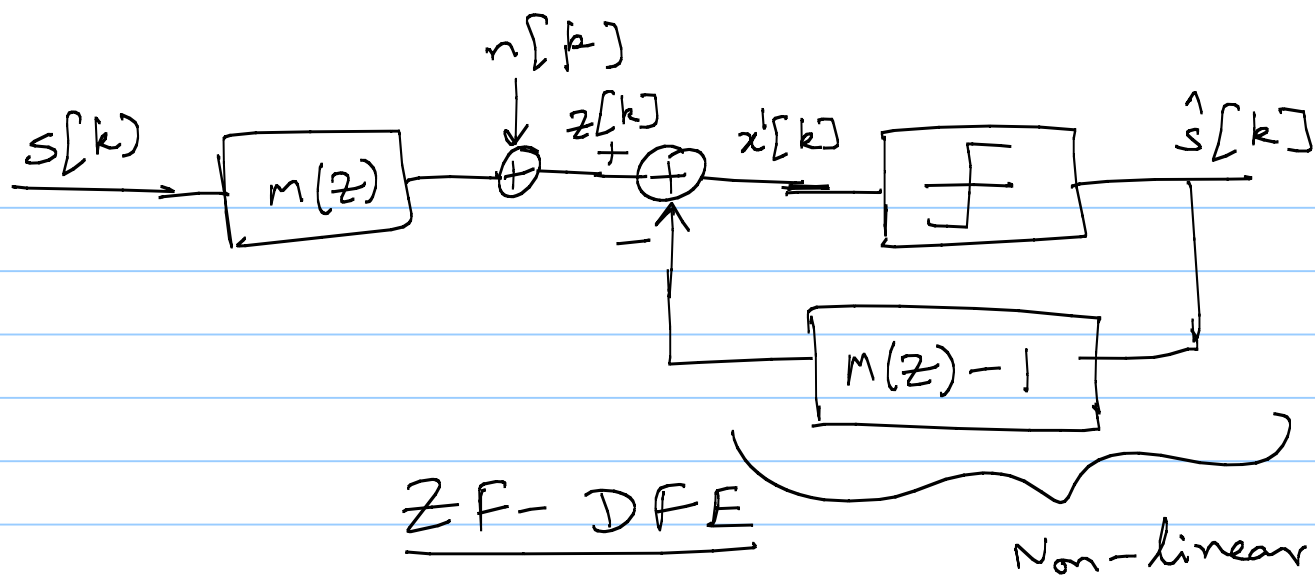 n[k]
s[k]
z[k]
x'[k]
ŝ[k]
M(Z)
+
+
+
−
M(Z) − 1
ZF - DFE
Non-linear